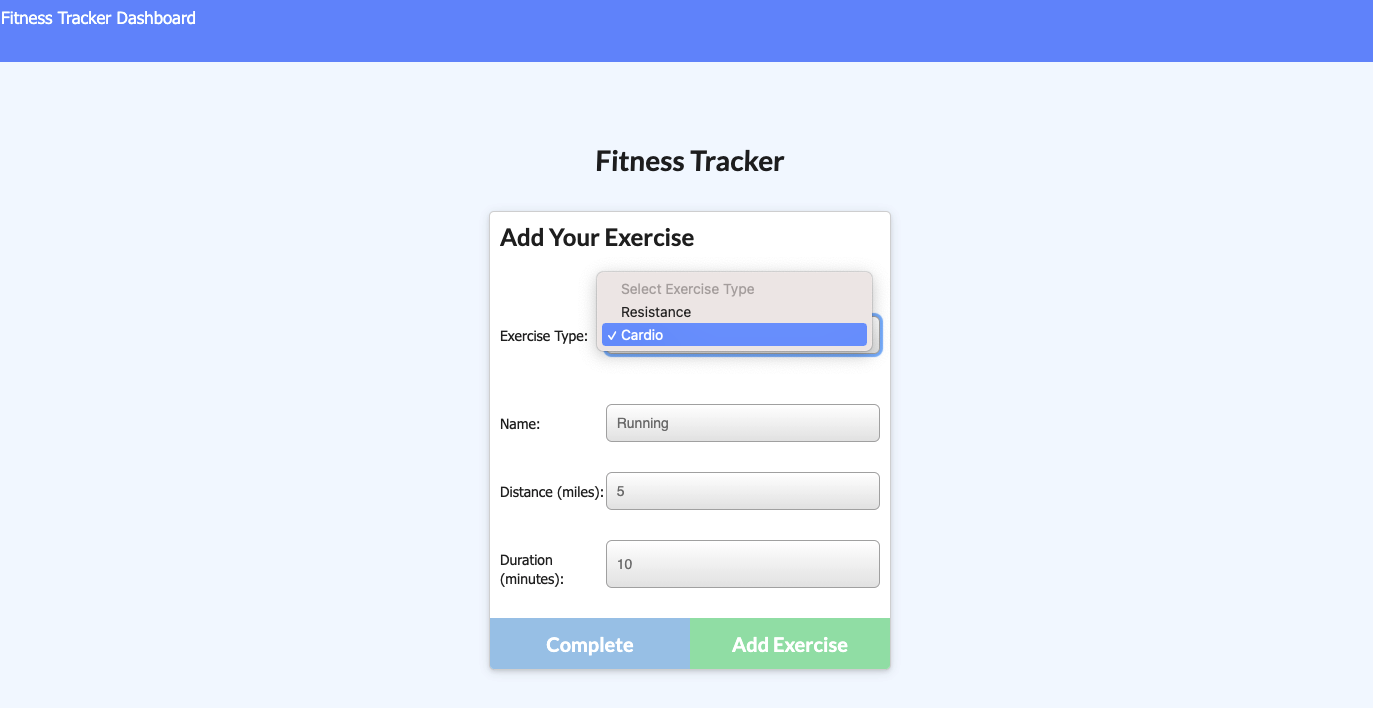 Fitness Tracker Dashboard
Fitness Tracker
Add Your Exercise
Select Exercise Type
Resistance
Exercise Type: ✓ Cardio
Name: Running
Distance (miles): 5
Duration
(minutes): 10
Complete Add Exercise